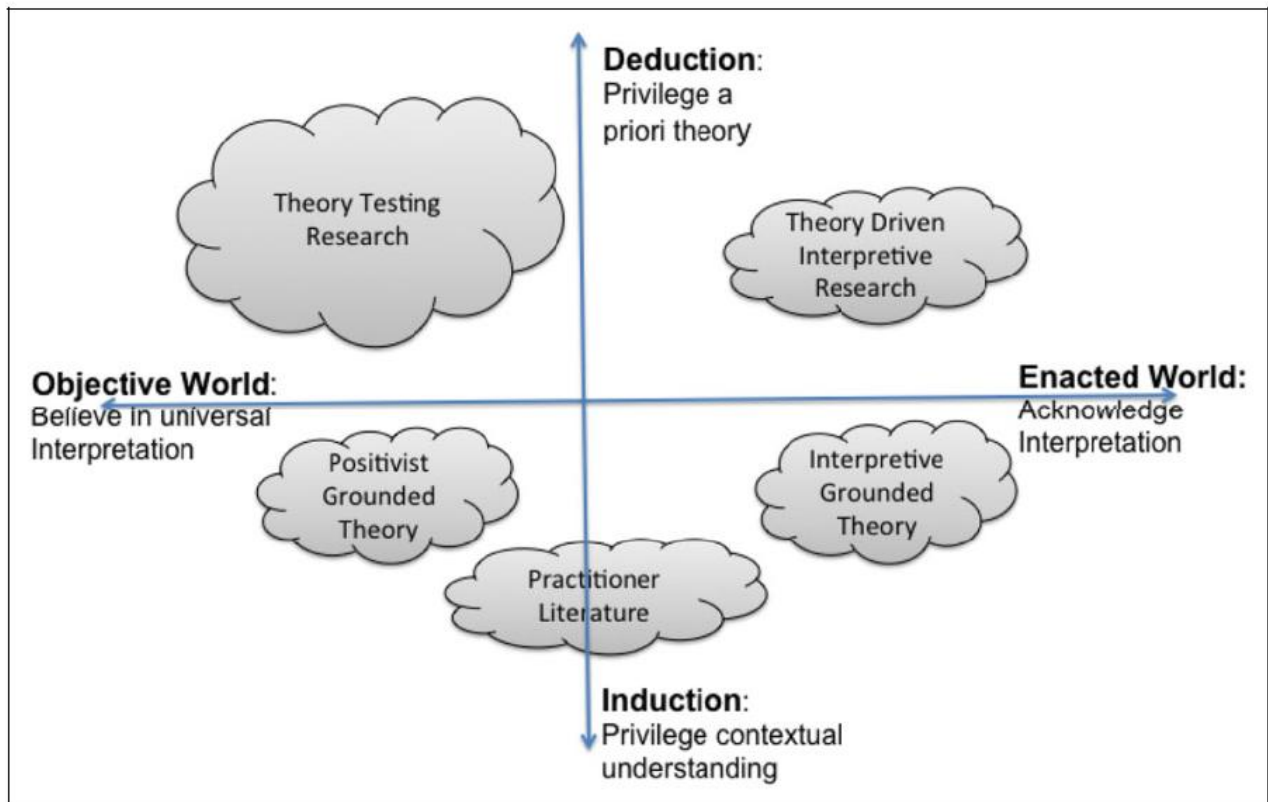 Deduction:
Privilege a
priori theory
Theory Testing
Research
Theory Driven
Interpretive
Research
Objective World:
Believe in universal
Interpretation
Enacted World:
Acknowledge
Interpretation
Positivist
Grounded
Theory
Interpretive
Grounded
Theory
Practitioner
Literature
Induction:
Privilege contextual
understanding